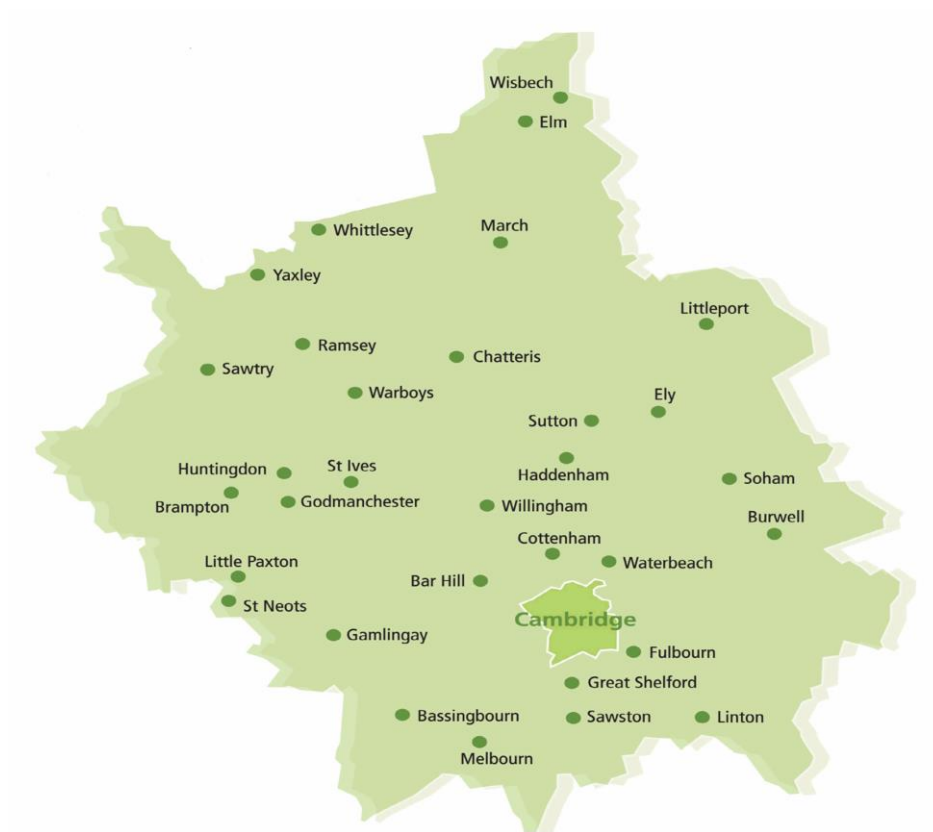 Wisbech
Elm
Whittlesey
March
Yaxley
Littleport
Ramsey
Chatteris
Sawtry
Warboys
Ely
Sutton
Huntingdon
St Ives
Haddenham
Soham
Brampton
Godmanchester
Willingham
Burwell
Cottenham
Little Paxton
Waterbeach
Bar Hill
St Neots
Cambridge
Gamlingay
Fulbourn
Great Shelford
Bassingbourn
Sawston
Linton
Melbourn